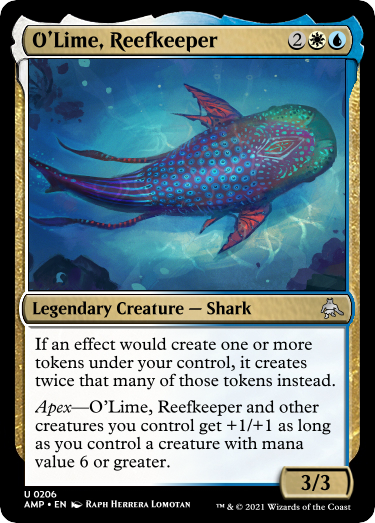 O'Lime, Reefkeeper 2
Legendary Creature — Shark
If an effect would create one or more
tokens under your control, it creates
twice that many of those tokens instead.
Apex—O'Lime, Reefkeeper and other
creatures you control get +1/+1 as long
as you control a creature with mana
value 6 or greater.
3/3
U 0206
AMP • EN Raph Herrera Lomotan
™ & © 2021 Wizards of the Coast